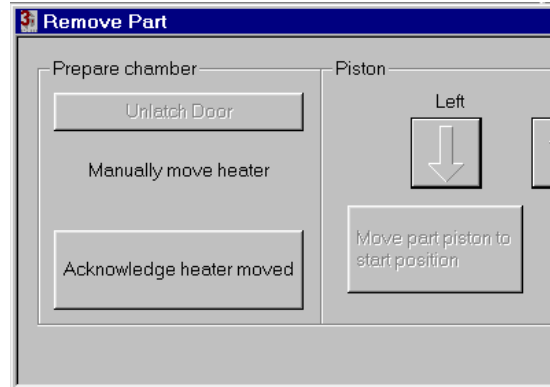 Remove Part
Prepare chamber
Unlatch Door
Manually move heater
Acknowledge heater moved
Piston
Left
Move part piston to
start position